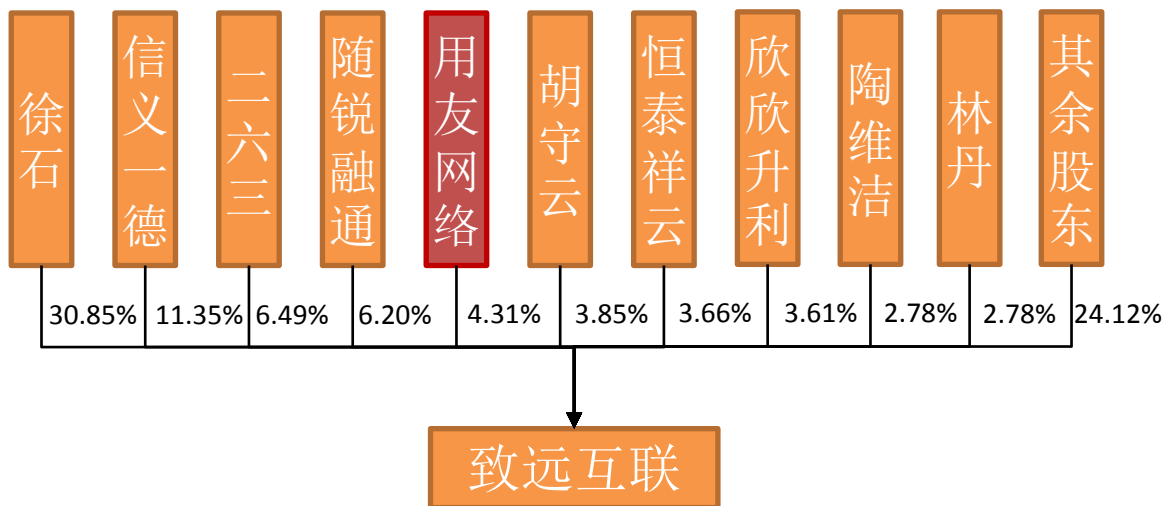 徐石
信义一德
二六三
随锐融通
用友网络
胡守云
恒泰祥云
欣欣升利
陶维洁
林丹
其余股东
30.85%
11.35%
6.49%
6.20%
4.31%
3.85%
3.66%
3.61%
2.78%
2.78%
24.12%
致远互联